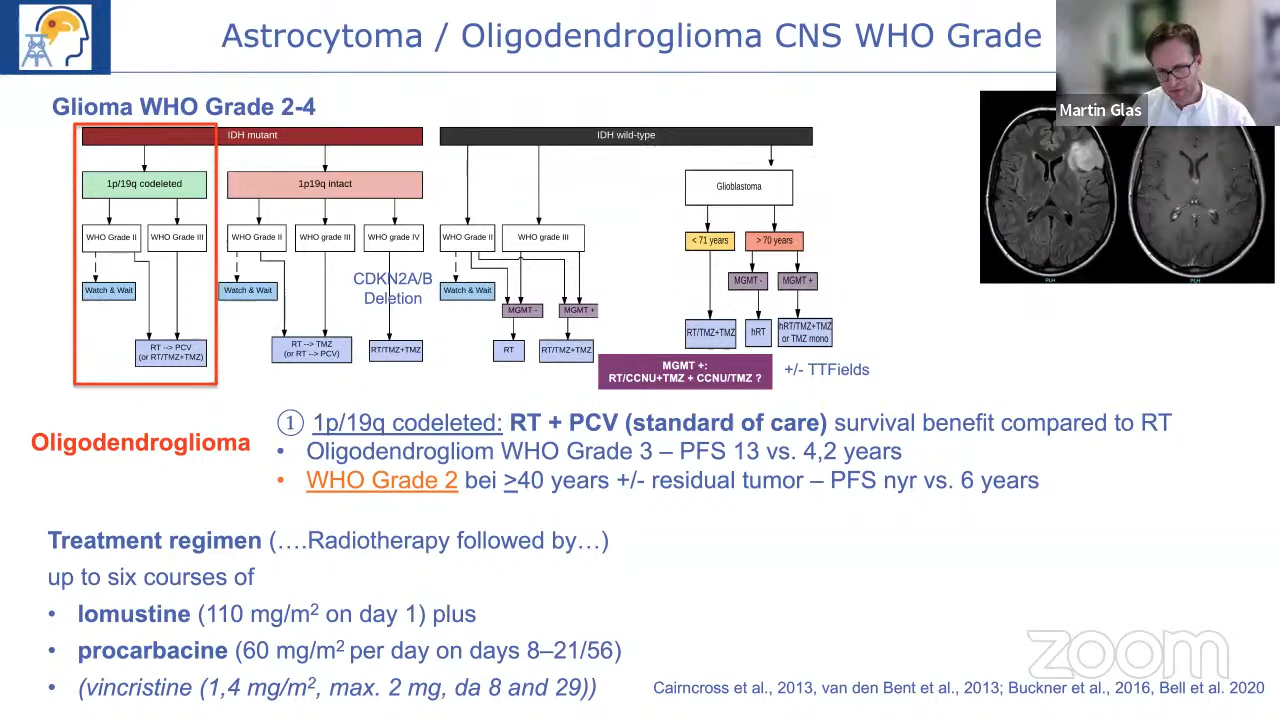 Astrocytoma / Oligodendroglioma CNS WHO Grade
Martin Glas
Glioma WHO Grade 2-4
IDH mutant
IDH wild-type
1p/19q codeleted
1p19q intact
Glioblastoma
WHO Grade II
WHO Grade III
WHO Grade II
WHO grade III
WHO grade IV
WHO Grade II
WHO grade III
< 71 years
> 70 years
CDKN2A/B
Deletion
Watch & Wait
Watch & Wait
Watch & Wait
MGMT -
MGMT +
MGMT -
MGMT +
RT --> PCV
(or RT/TMZ+TMZ)
RT --> TMZ
(or RT --> PCV)
RT/TMZ+TMZ
RT
RT/TMZ+TMZ
RT/TMZ+TMZ
hRT
hRT/TMZ+TMZ
or TMZ mono
MGMT +:
RT/CCNU+TMZ + CCNU/TMZ ?
+/- TTFields
PLH
PLH
Oligodendroglioma
① 1p/19q codeleted: RT + PCV (standard of care) survival benefit compared to RT
• Oligodendrogliom WHO Grade 3 – PFS 13 vs. 4,2 years
• WHO Grade 2 bei >40 years +/- residual tumor – PFS nyr vs. 6 years
Treatment regimen (….Radiotherapy followed by…)
up to six courses of
• lomustine (110 mg/m² on day 1) plus
• procarbacine (60 mg/m² per day on days 8–21/56)
• (vincristine (1,4 mg/m², max. 2 mg, da 8 and 29))
Cairncross et al., 2013, van den Bent et al., 2013; Buckner et al., 2016, Bell et al. 2020
zoom